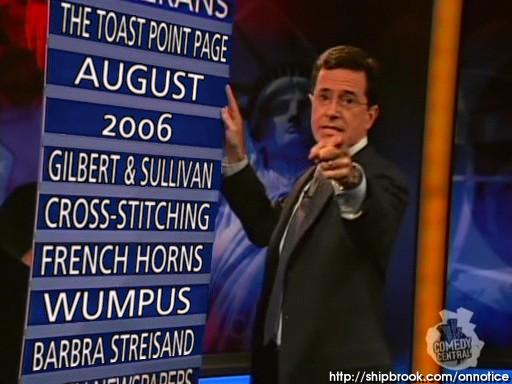 THE TOAST POINT PAGE
AUGUST
2006
GILBERT & SULLIVAN
CROSS-STITCHING
FRENCH HORNS
WUMPUS
BARBRA STREISAND
NEWSPAPERS
COMEDY
CENTRAL
http://shipbrook.com/onnotice